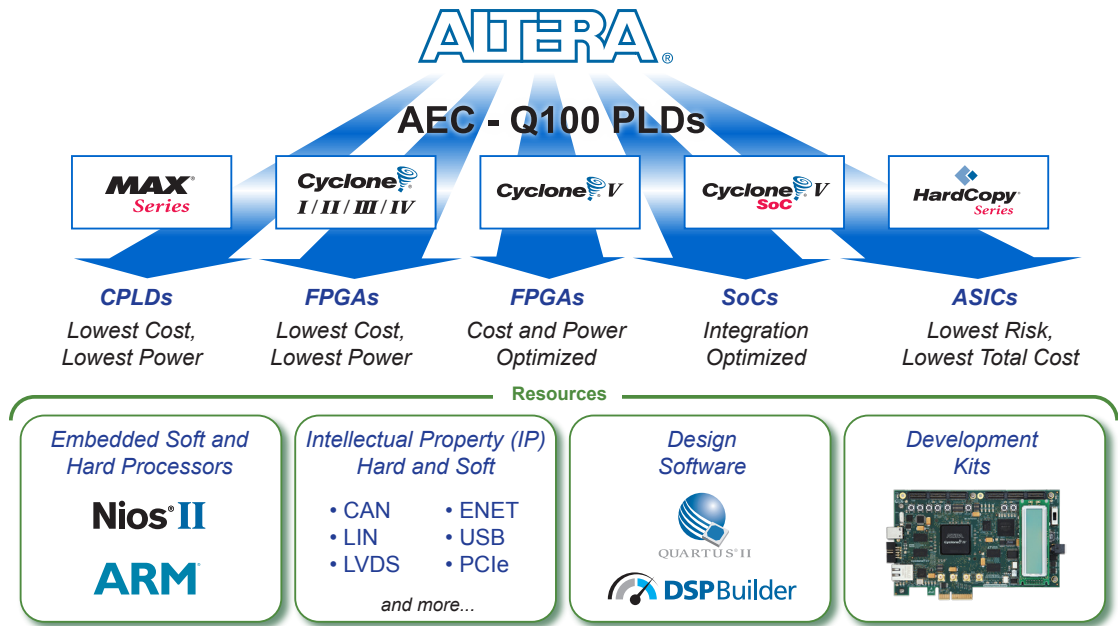 ALTERA®
AEC - Q100 PLDs
MAX®
Series
Cyclone®
I / II / III / IV
Cyclone® V
Cyclone® V
SoC
HardCopy®
Series
CPLDs
Lowest Cost,
Lowest Power
FPGAs
Lowest Cost,
Lowest Power
FPGAs
Cost and Power
Optimized
SoCs
Integration
Optimized
ASICs
Lowest Risk,
Lowest Total Cost
Resources
Embedded Soft and
Hard Processors
Nios® II
ARM®
Intellectual Property (IP)
Hard and Soft
• CAN
• LIN
• LVDS
• ENET
• USB
• PCIe
and more...
Design
Software
QUARTUS® II
DSP Builder
Development
Kits
ALTERA
Cyclone IV